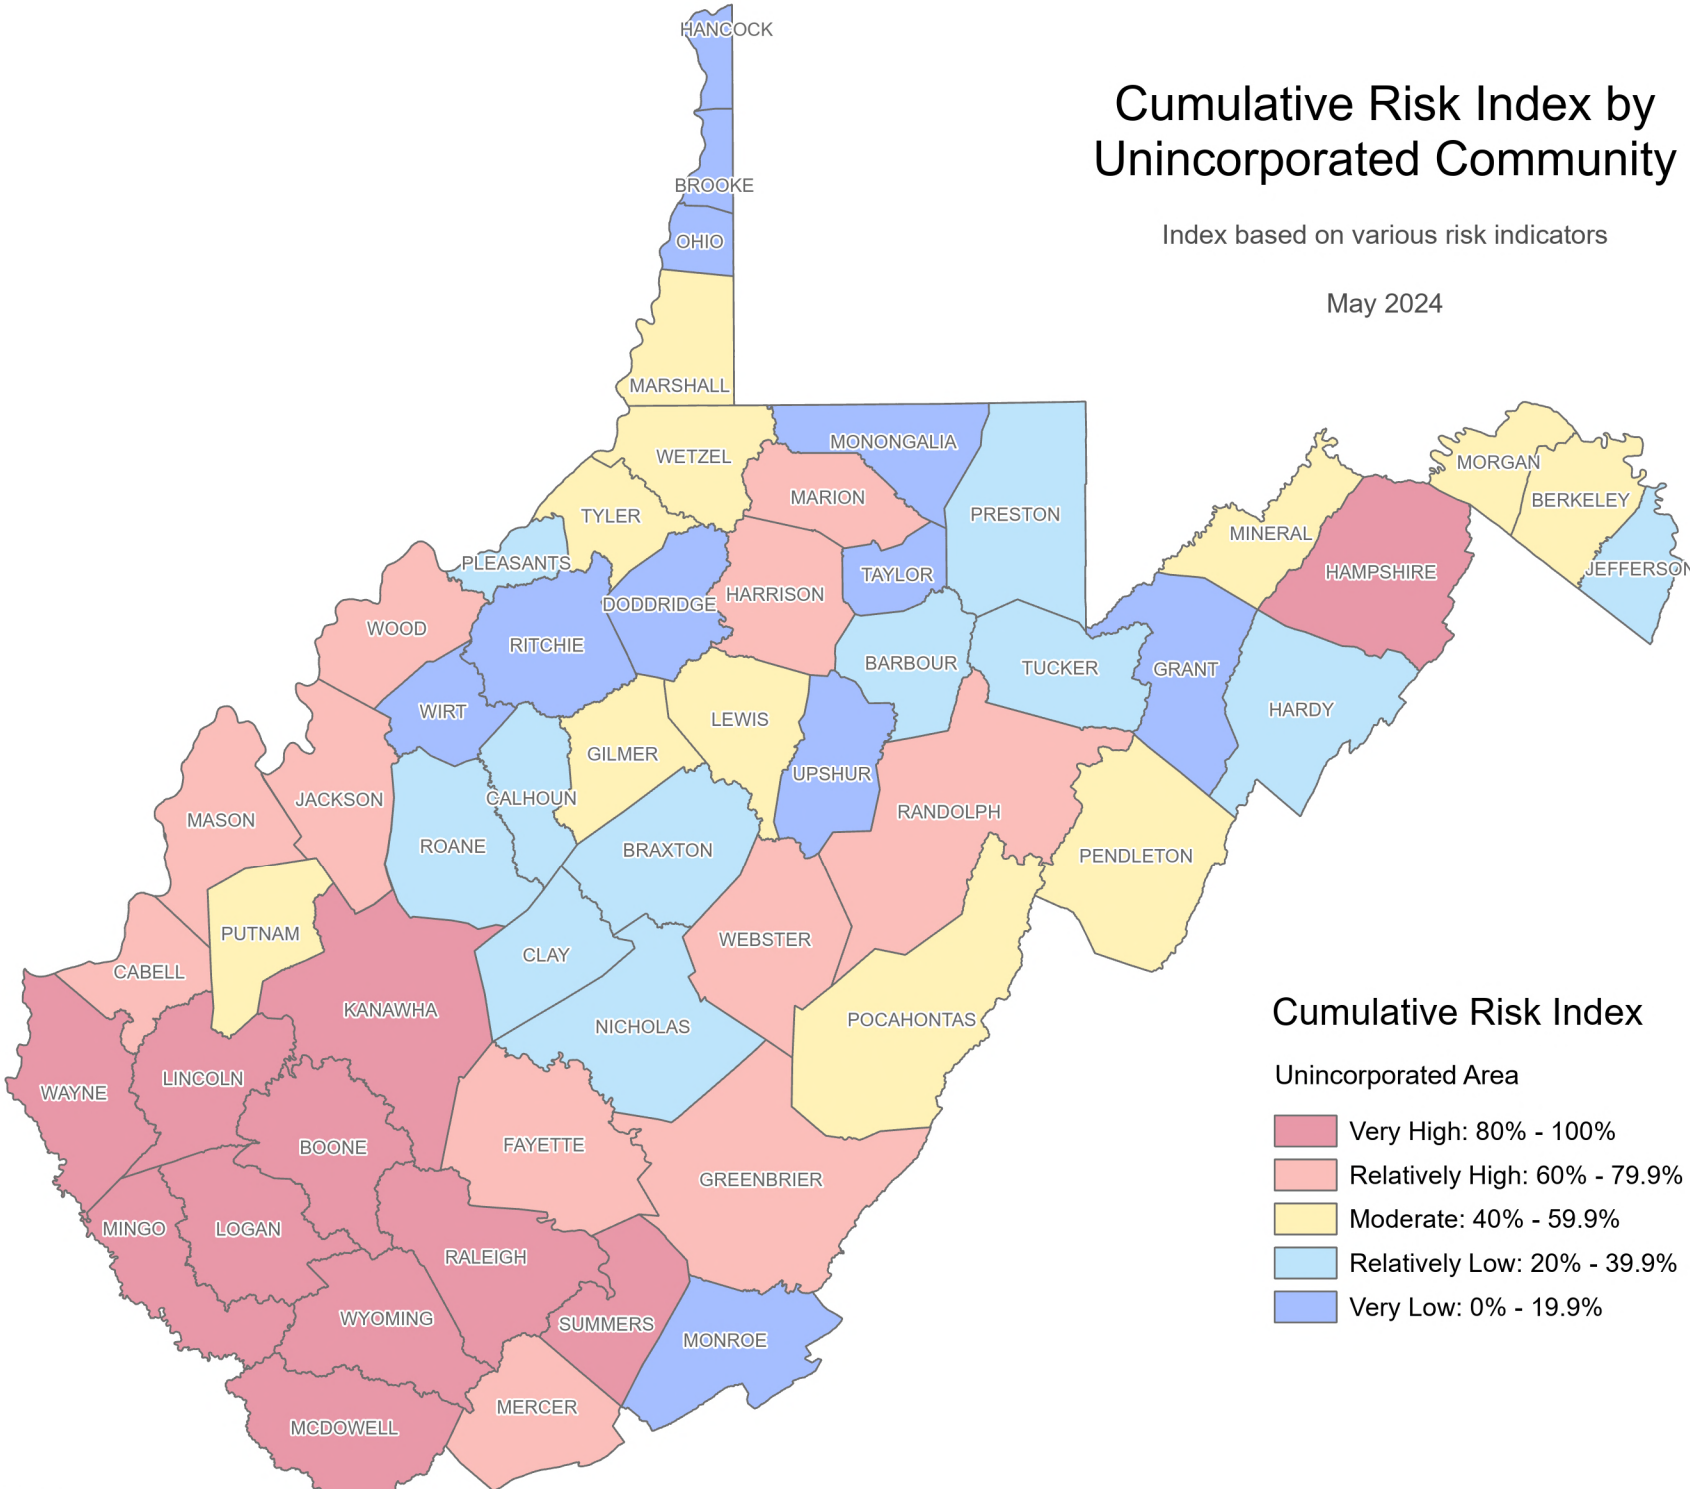 HANCOCK
Cumulative Risk Index by
Unincorporated Community
BROOKE
OHIO
Index based on various risk indicators
May 2024
MARSHALL
MONONGALIA
WETZEL
MORGAN
MARION
BERKELEY
TYLER
PRESTON
MINERAL
PLEASANTS
TAYLOR
HAMPSHIRE
JEFFERSON
HARRISON
DODDRIDGE
WOOD
RITCHIE
BARBOUR
TUCKER
GRANT
WIRT
LEWIS
HARDY
GILMER
UPSHUR
JACKSON
CALHOUN
RANDOLPH
MASON
ROANE
BRAXTON
PENDLETON
PUTNAM
WEBSTER
CLAY
CABELL
KANAWHA
NICHOLAS
POCAHONTAS
Cumulative Risk Index
LINCOLN
WAYNE
Unincorporated Area
BOONE
FAYETTE
Very High: 80% - 100%
GREENBRIER
Relatively High: 60% - 79.9%
MINGO
LOGAN
Moderate: 40% - 59.9%
RALEIGH
Relatively Low: 20% - 39.9%
WYOMING
SUMMERS
Very Low: 0% - 19.9%
MONROE
MERCER
MCDOWELL